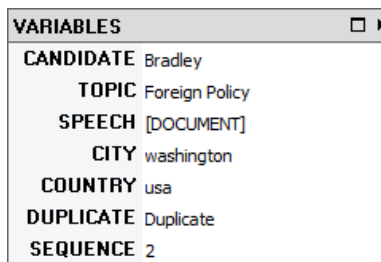 VARIABLES
CANDIDATE Bradley
TOPIC Foreign Policy
SPEECH [DOCUMENT]
CITY washington
COUNTRY usa
DUPLICATE Duplicate
SEQUENCE 2